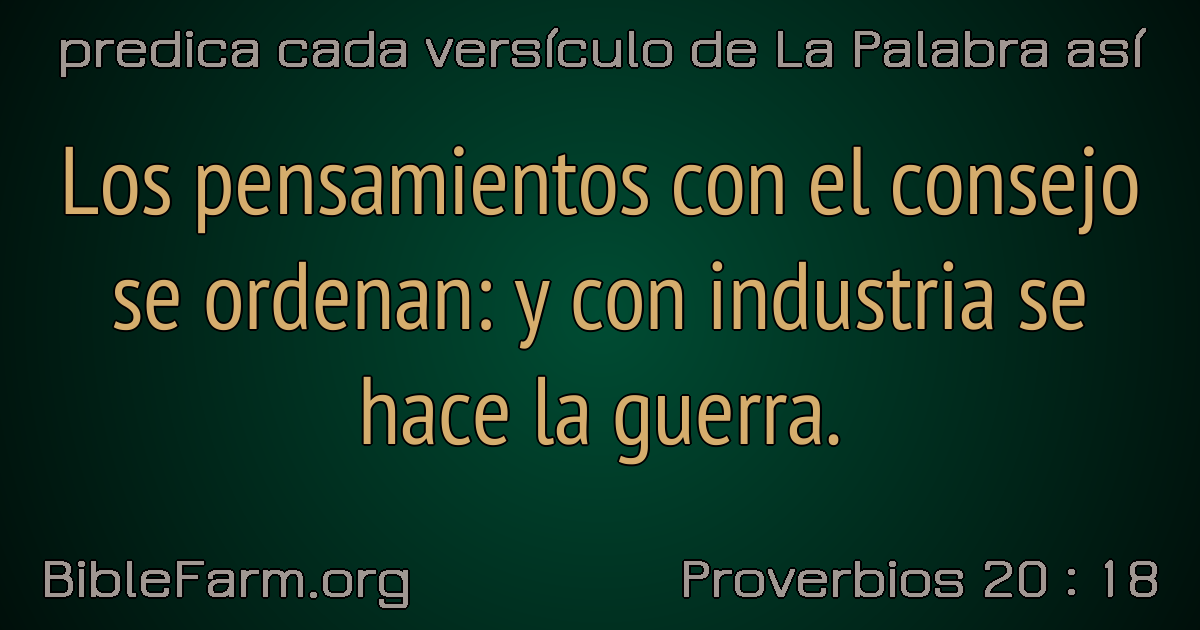 predica cada versículo de La Palabra así
Los pensamientos con el consejo
se ordenan: y con industria se
hace la guerra.
BibleFarm.org
Proverbios 20 : 18